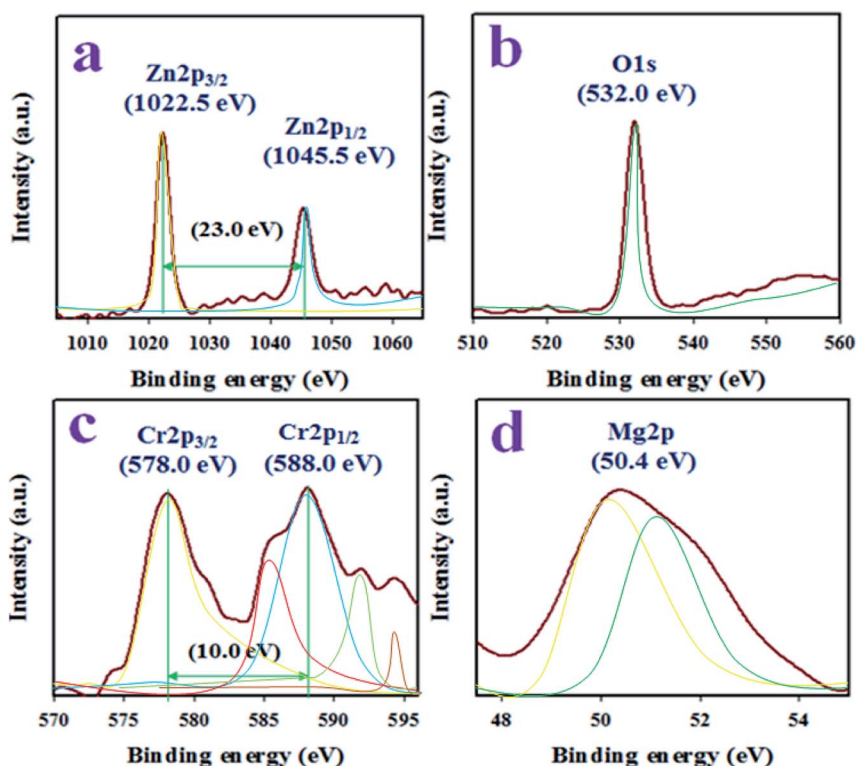 a
Zn2p3/2
(1022.5 eV)
Zn2p1/2
(1045.5 eV)
(23.0 eV)
Intensity (a.u.)
1010 1020 1030 1040 1050 1060
Binding energy (eV)
b
O1s
(532.0 eV)
Intensity (a.u.)
510 520 530 540 550 560
Binding energy (eV)
c
Cr2p3/2
(578.0 eV)
Cr2p1/2
(588.0 eV)
(10.0 eV)
Intensity (a.u.)
570 575 580 585 590 595
Binding energy (eV)
d
Mg2p
(50.4 eV)
Intensity (a.u.)
48 50 52 54
Binding energy (eV)